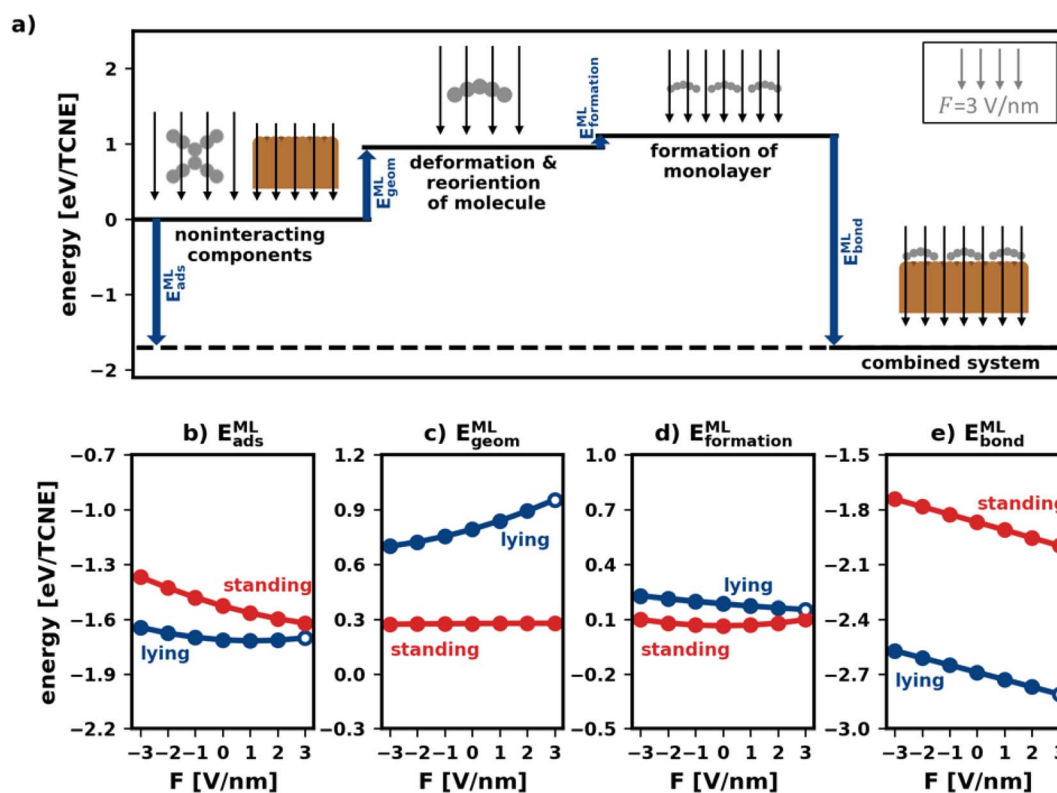 a)
energy [eV/TCNE]
2
1
0
−1
−2
F=3 V/nm
E^ML_ads
noninteracting
components
E^ML_geom
deformation &
reoriention
of molecule
E^ML_formation
formation of
monolayer
E^ML_bond
combined system
b) E^ML_ads
energy [eV/TCNE]
−0.7
−1.0
−1.3
−1.6
−1.9
−2.2
standing
lying
−3 −2 −1 0 1 2 3
F [V/nm]
c) E^ML_geom
1.2
0.9
0.6
0.3
0.0
−0.3
lying
standing
−3 −2 −1 0 1 2 3
F [V/nm]
d) E^ML_formation
1.0
0.7
0.4
0.1
−0.2
−0.5
lying
standing
−3 −2 −1 0 1 2 3
F [V/nm]
e) E^ML_bond
−1.5
−1.8
−2.1
−2.4
−2.7
−3.0
standing
lying
−3 −2 −1 0 1 2 3
F [V/nm]